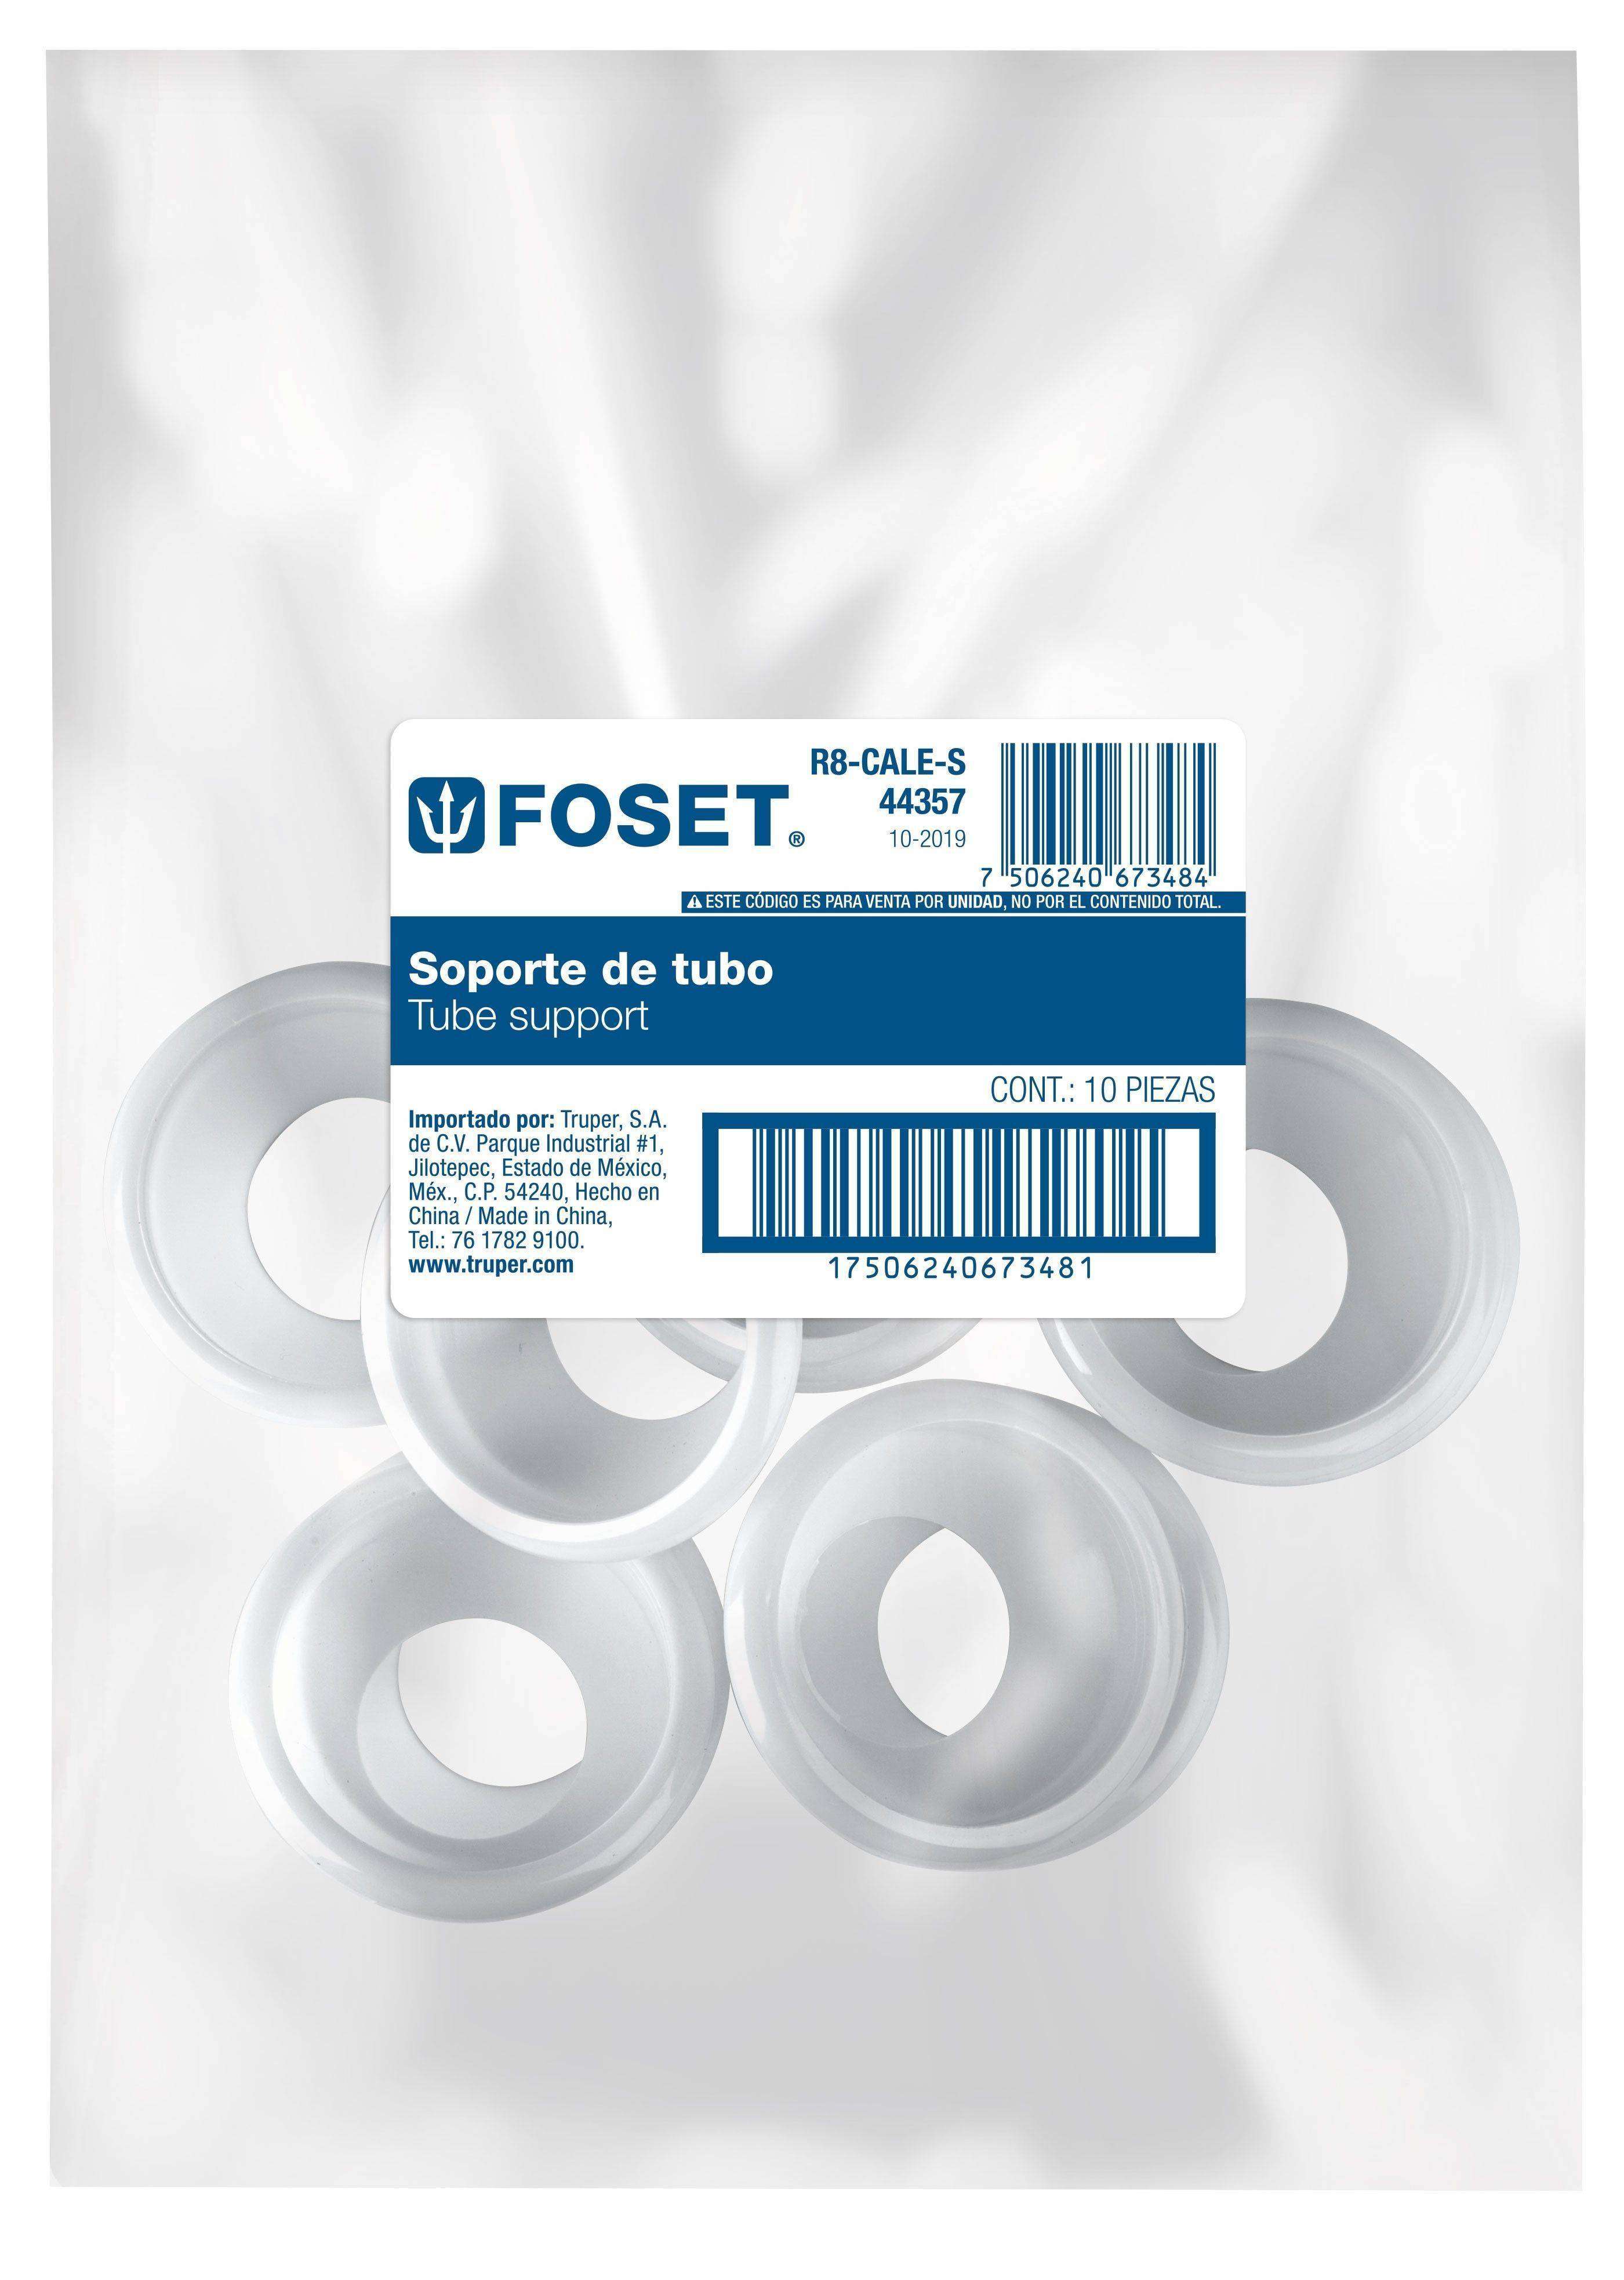 FOSET®
R8-CALE-S
44357
10-2019
7 506240 673484
ESTE CÓDIGO ES PARA VENTA POR UNIDAD, NO POR EL CONTENIDO TOTAL.
Soporte de tubo
Tube support
CONT.: 10 PIEZAS
Importado por: Truper, S.A.
de C.V. Parque Industrial #1,
Jilotepec, Estado de México,
Méx., C.P. 54240, Hecho en
China / Made in China,
Tel.: 76 1782 9100.
www.truper.com
17506240673481